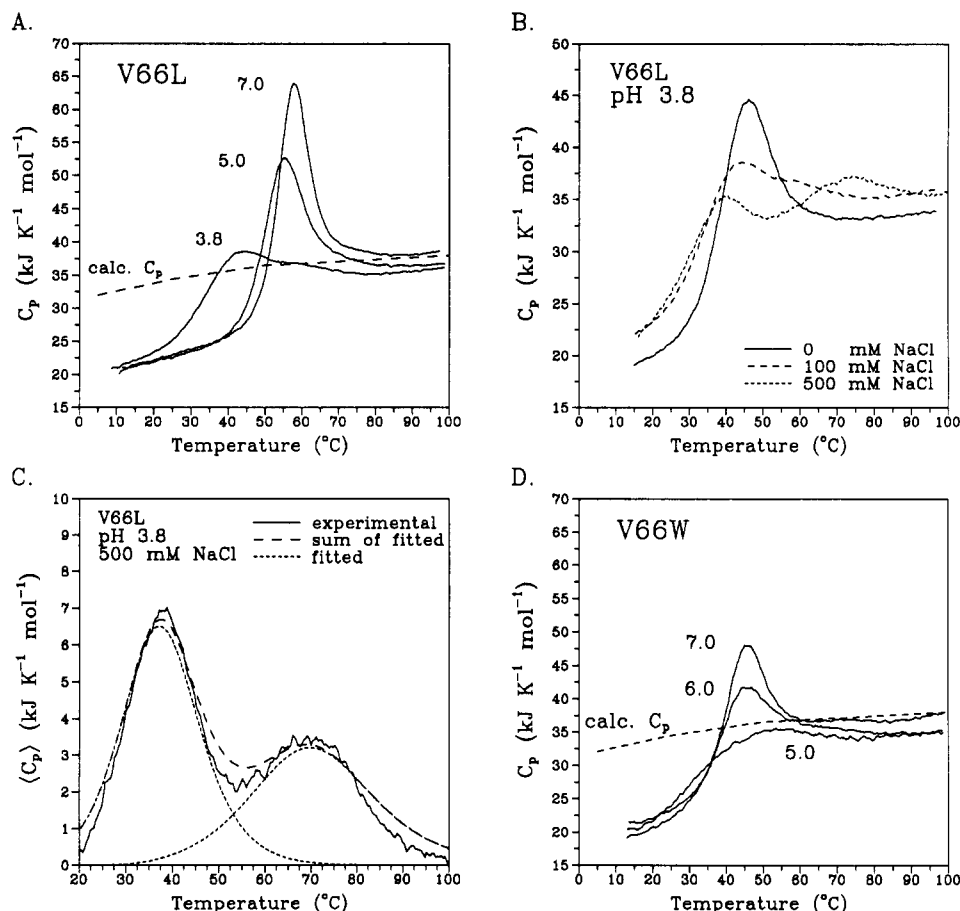 A.
V66L
7.0
5.0
3.8
calc. Cp
Cp (kJ K⁻¹ mol⁻¹)
70
65
60
55
50
45
40
35
30
25
20
15
0 10 20 30 40 50 60 70 80 90 100
Temperature (°C)
B.
V66L
pH 3.8
Cp (kJ K⁻¹ mol⁻¹)
50
45
40
35
30
25
20
15
0 mM NaCl
100 mM NaCl
500 mM NaCl
0 10 20 30 40 50 60 70 80 90 100
Temperature (°C)
C.
V66L
pH 3.8
500 mM NaCl
experimental
sum of fitted
fitted
⟨Cp⟩ (kJ K⁻¹ mol⁻¹)
10
9
8
7
6
5
4
3
2
1
0
20 30 40 50 60 70 80 90 100
Temperature (°C)
D.
V66W
7.0
6.0
5.0
calc. Cp
Cp (kJ K⁻¹ mol⁻¹)
70
65
60
55
50
45
40
35
30
25
20
15
0 10 20 30 40 50 60 70 80 90 100
Temperature (°C)